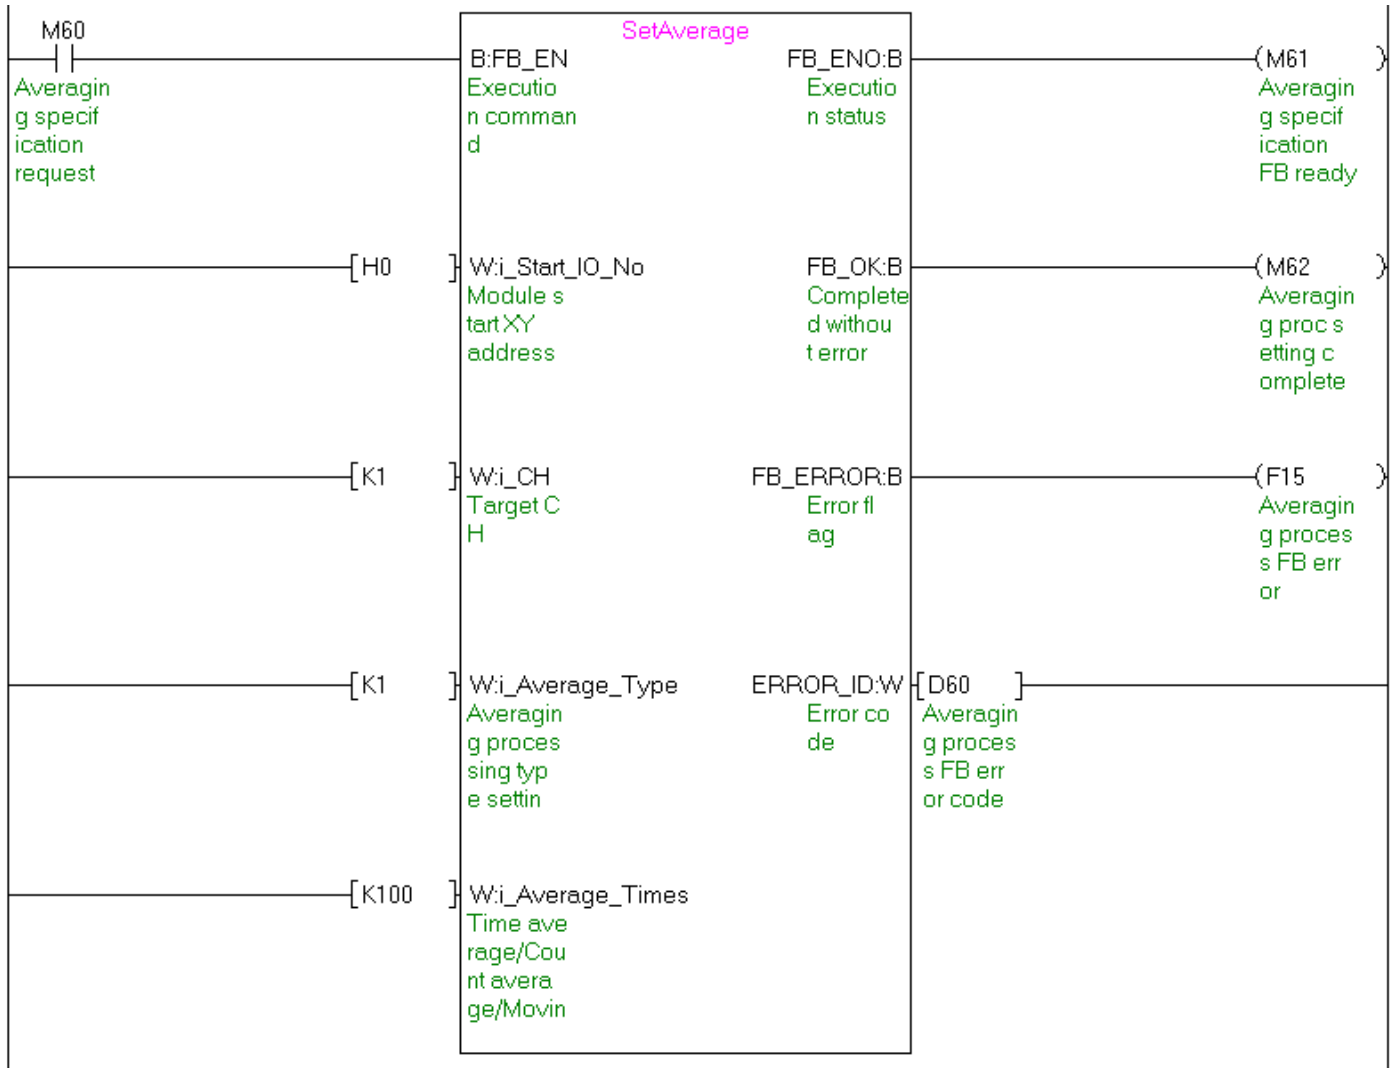 M60
SetAverage
B:FB_EN
FB_ENO:B
(M61 )
Averagin
g specif
ication
request
Executio
n comman
d
Executio
n status
Averagin
g specif
ication
FB ready
[H0 ]
W:i_Start_IO_No
FB_OK:B
(M62 )
Module s
tart XY
address
Complete
d withou
t error
Averagin
g proc s
etting c
omplete
[K1 ]
W:i_CH
FB_ERROR:B
(F15 )
Target C
H
Error fl
ag
Averagin
g proces
s FB err
or
[K1 ]
W:i_Average_Type
ERROR_ID:W
[D60 ]
Averagin
g proces
sing typ
e settin
Error co
de
Averagin
g proces
s FB err
or code
[K100 ]
W:i_Average_Times
Time ave
rage/Cou
nt avera
ge/Movin